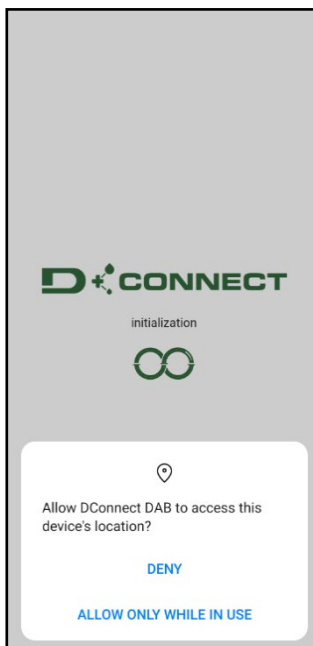 D+CONNECT
initialization
Allow DConnect DAB to access this
device's location?
DENY
ALLOW ONLY WHILE IN USE